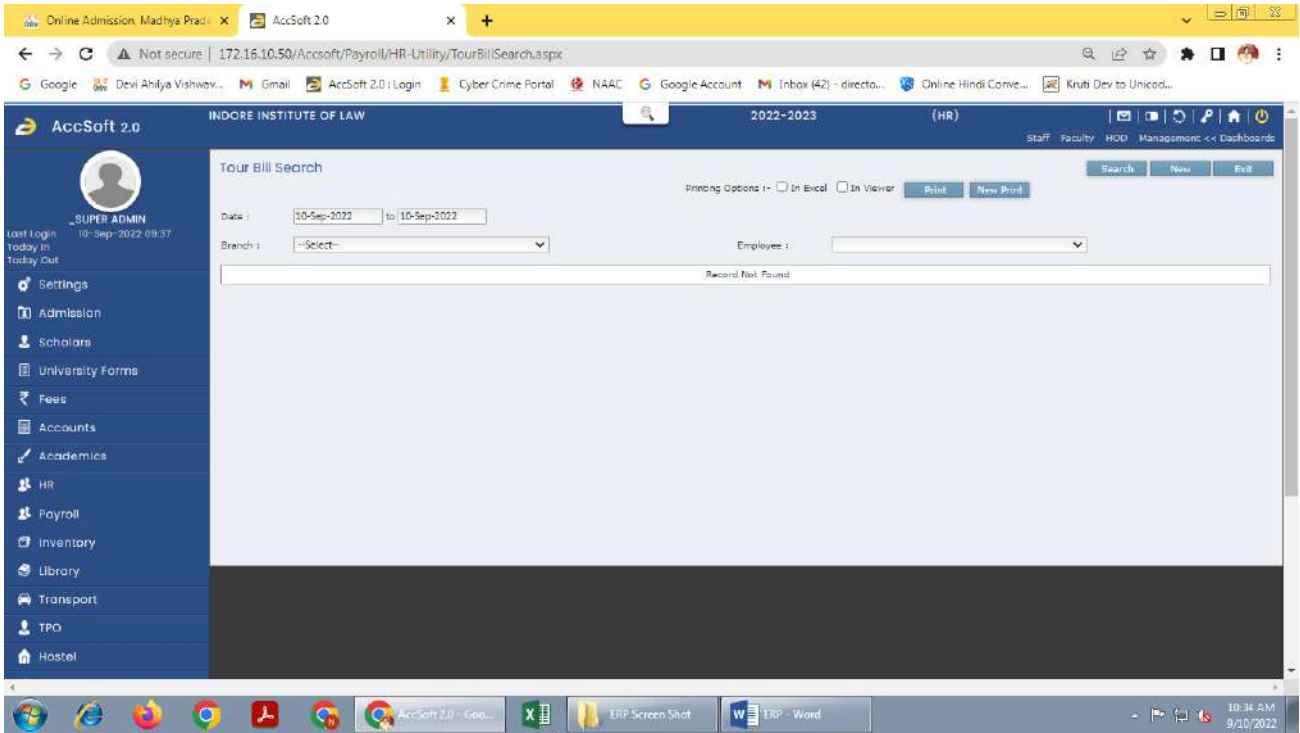 Online Admission, Madhya Prad
AccSoft 2.0
Not secure | 172.16.10.50/Accsoft/Payroll/HR-Utility/TourBillSearch.aspx
Google Devi Ahilya Vishwav... Gmail AccSoft 2.0 : Login Cyber Crime Portal NAAC Google Account Inbox (42) - directo... Online Hindi Conve... Kruti Dev to Unicod...
AccSoft 2.0
INDORE INSTITUTE OF LAW 2022-2023 (HR)
Staff Faculty HOD Management << Dashboards
_SUPER ADMIN
Last Login 10-Sep-2022 09:37
Today In
Today Out
Settings
Admission
Scholars
University Forms
₹ Fees
Accounts
Academics
HR
Payroll
Inventory
Library
Transport
TPO
Hostel
Tour Bill Search
Search New Exit
Printing Options :- In Excel In Viewer Print New Print
Date : 10-Sep-2022 to 10-Sep-2022
Branch : --Select-- Employee :
Record Not Found
AccSoft 2.0 - Goo... ERP Screen Shot ERP - Word
10:34 AM
9/10/2022